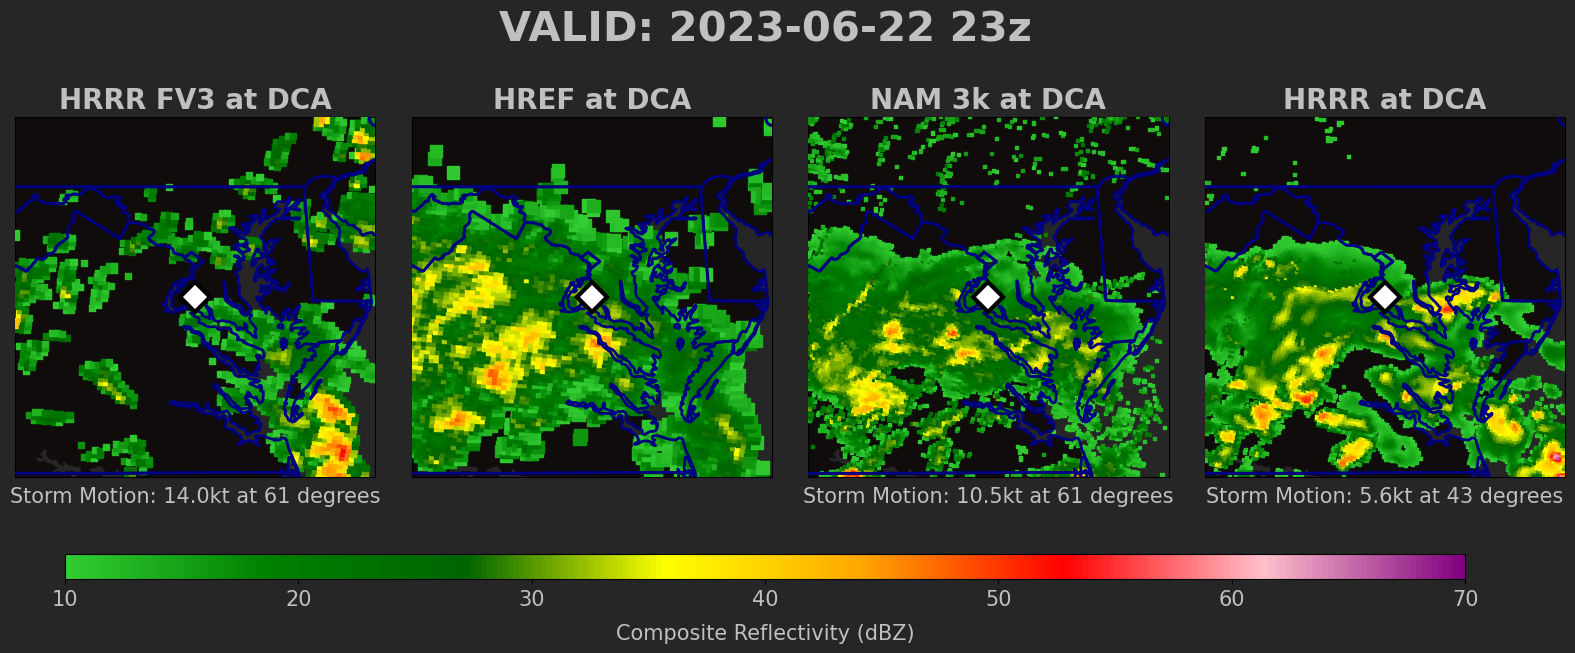 VALID: 2023-06-22 23z
HRRR FV3 at DCA
HREF at DCA
NAM 3k at DCA
HRRR at DCA
Storm Motion: 14.0kt at 61 degrees
Storm Motion: 10.5kt at 61 degrees
Storm Motion: 5.6kt at 43 degrees
10 20 30 40 50 60 70
Composite Reflectivity (dBZ)